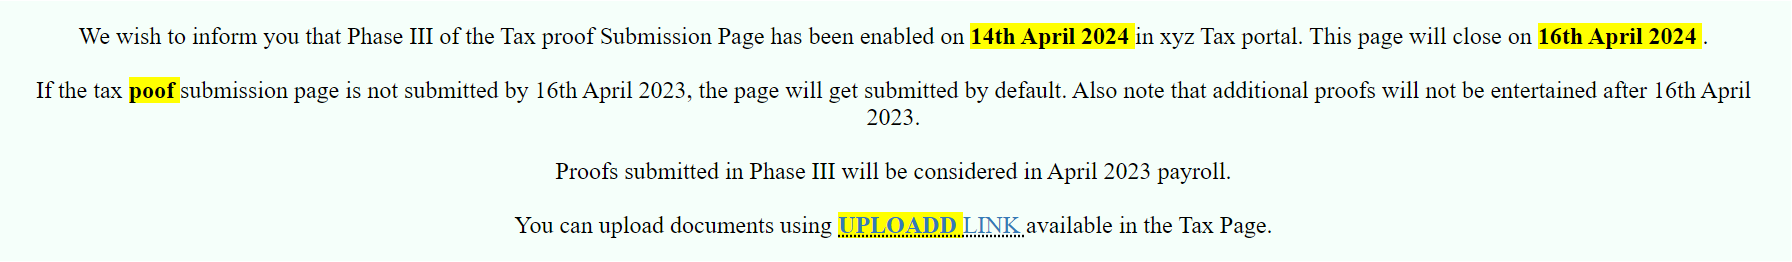 We wish to inform you that Phase III of the Tax proof Submission Page has been enabled on 14th April 2024 in xyz Tax portal. This page will close on 16th April 2024 .
If the tax poof submission page is not submitted by 16th April 2023, the page will get submitted by default. Also note that additional proofs will not be entertained after 16th April
2023.
Proofs submitted in Phase III will be considered in April 2023 payroll.
You can upload documents using UPLOADD LINK available in the Tax Page.